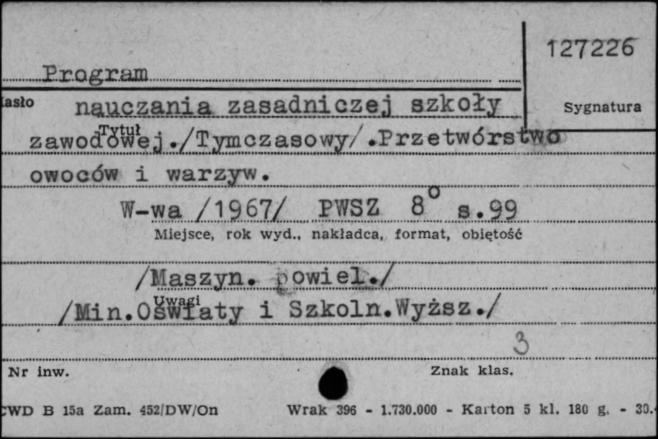 127226
Program
asło
nauczania zasadniczej szkoły
Sygnatura
Tytuł
zawodowej./Tymczasowy/.Przetwórstwo
owoców i warzyw.
W-wa /1967/ PWSZ 8° s.99
Miejsce, rok wyd., nakładca, format, objętość
/Maszyn. powiel./
Uwagi
/Min.Oświaty i Szkoln.Wyższ./
3
Nr inw.
Znak klas.
CWD B 15a Zam. 452/DW/On Wrak 396 - 1.730.000 - Karton 5 kl. 180 g. - 30.